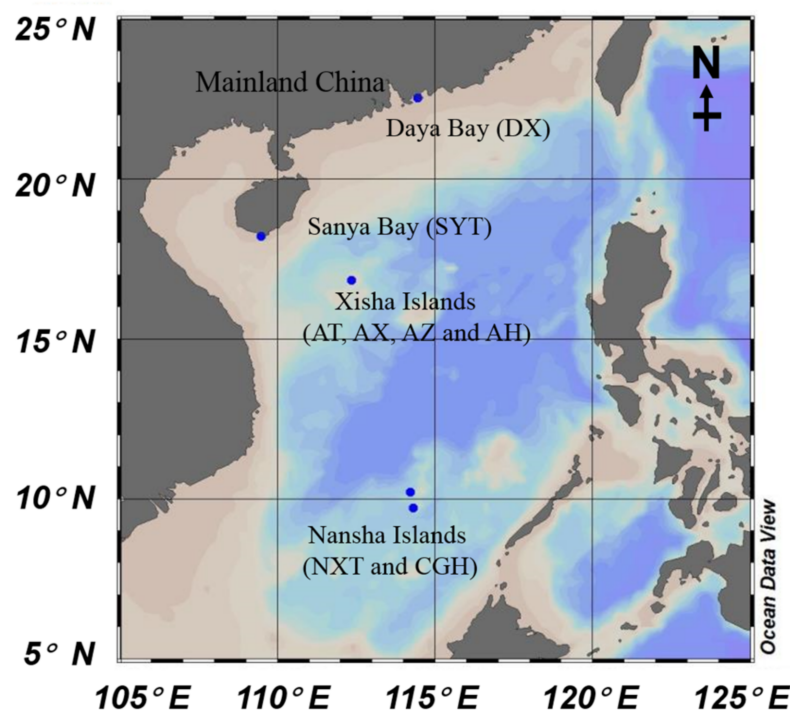 25° N
N
Mainland China
Daya Bay (DX)
20° N
Sanya Bay (SYT)
Xisha Islands
(AT, AX, AZ and AH)
15° N
10° N
Nansha Islands
(NXT and CGH)
Ocean Data View
5° N
105° E
110° E
115° E
120° E
125° E